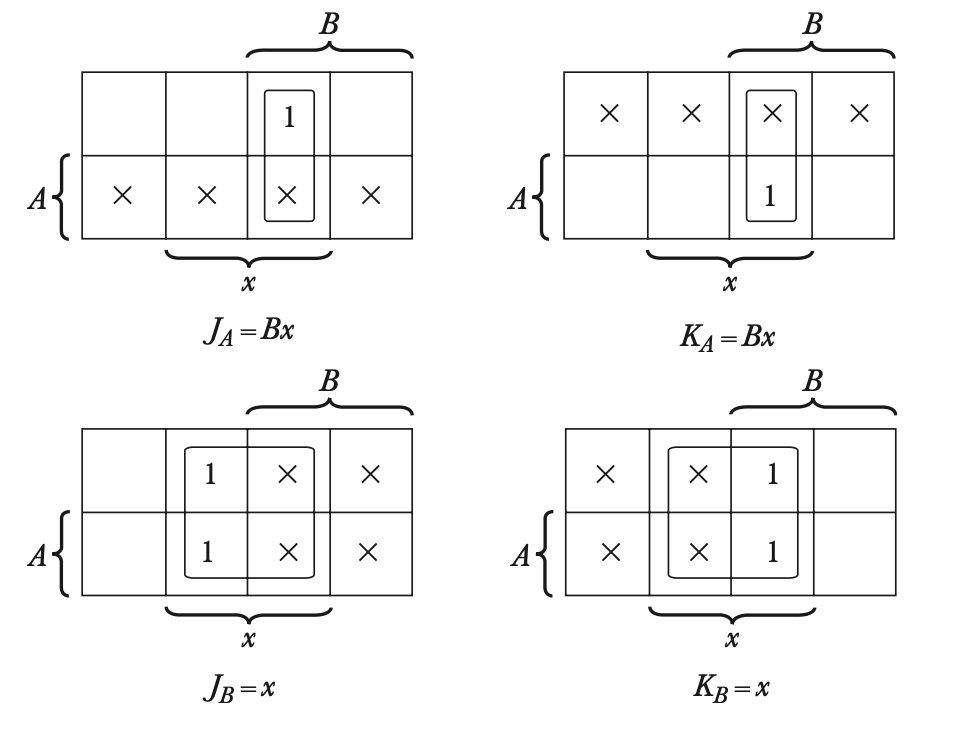 B B
1
A × × × ×
x
J_A = Bx
× × × ×
A 1
x
K_A = Bx
B B
1 × ×
A 1 × ×
x
J_B = x
× × 1
A × × 1
x
K_B = x